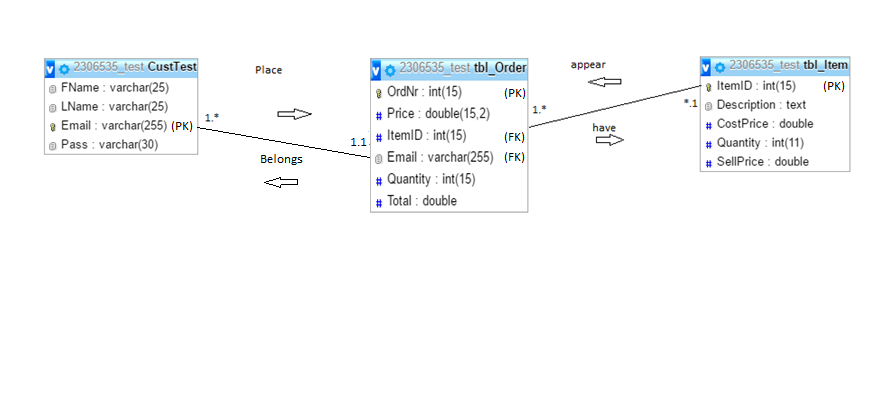 2306535_test CustTest
FName : varchar(25)
LName : varchar(25)
Email : varchar(255) (PK)
Pass : varchar(30)
Place
1.*
1.1
Belongs
2306535_test tbl_Order
OrdNr : int(15) (PK)
Price : double(15,2)
ItemID : int(15) (FK)
Email : varchar(255) (FK)
Quantity : int(15)
Total : double
appear
1.*
*.1
have
2306535_test tbl_Item
ItemID : int(15) (PK)
Description : text
CostPrice : double
Quantity : int(11)
SellPrice : double